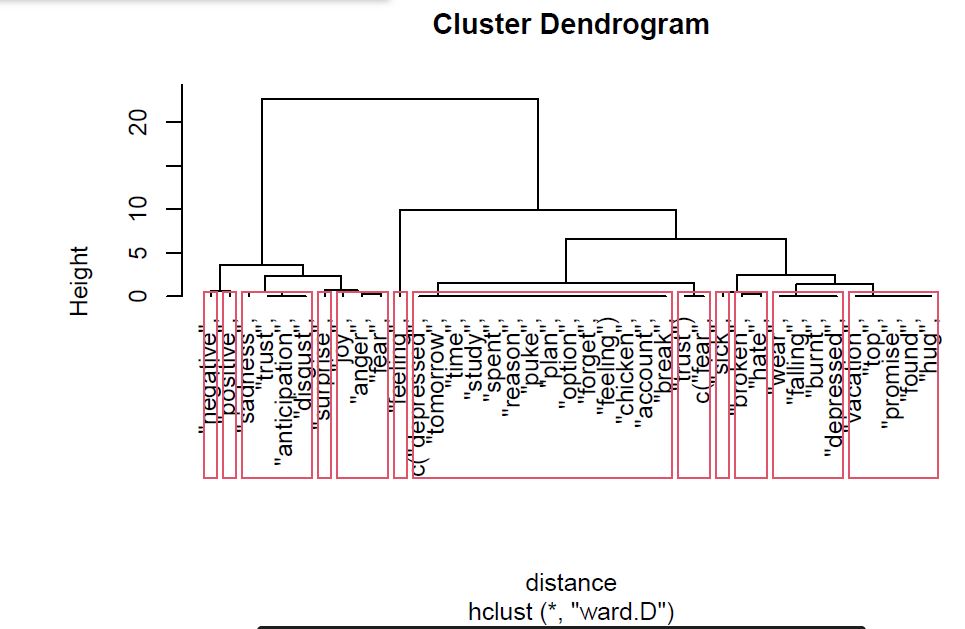 Cluster Dendrogram
Height
20
10
5
0
"negative",
"positive",
"sadness",
"trust",
"anticipation",
"disgust",
"surprise",
"joy",
"anger",
"fear",
"feeling",
c("depressed",
"tomorrow",
"time",
"study",
"spent",
"reason",
"puke",
"plan",
"option",
"forget",
"feeling")
"chicken",
"account",
"break",
"trust")
c("fear",
"sick",
"broken",
"hate",
"wear",
"falling",
"burnt",
"depressed",
"vacation",
"top",
"promise",
"found",
"hug",
distance
hclust (*, "ward.D")